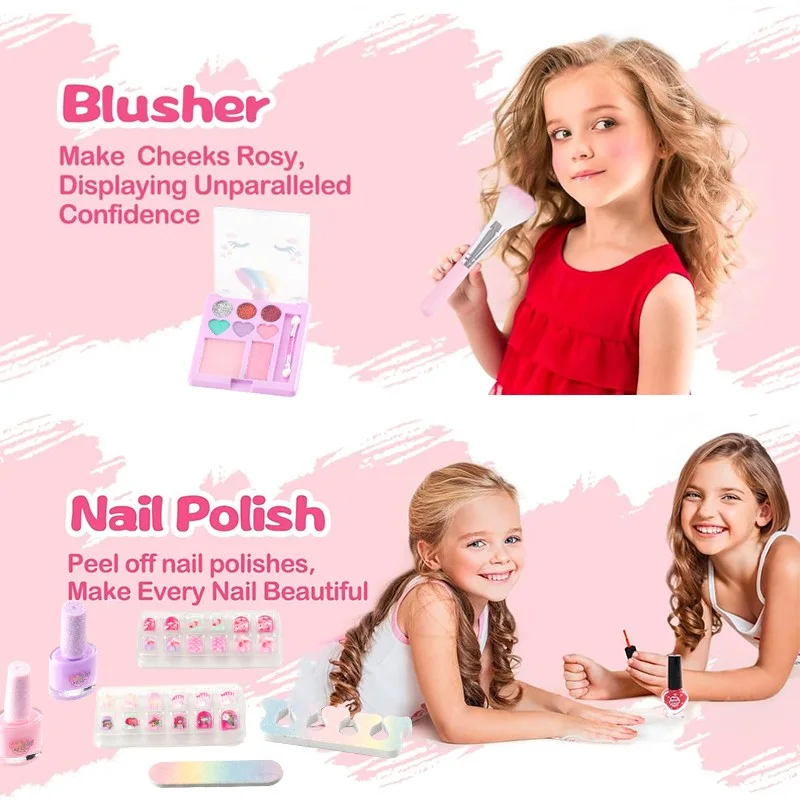 Blusher
Make Cheeks Rosy,
Displaying Unparalleled
Confidence
Nail Polish
Peel off nail polishes,
Make Every Nail Beautiful